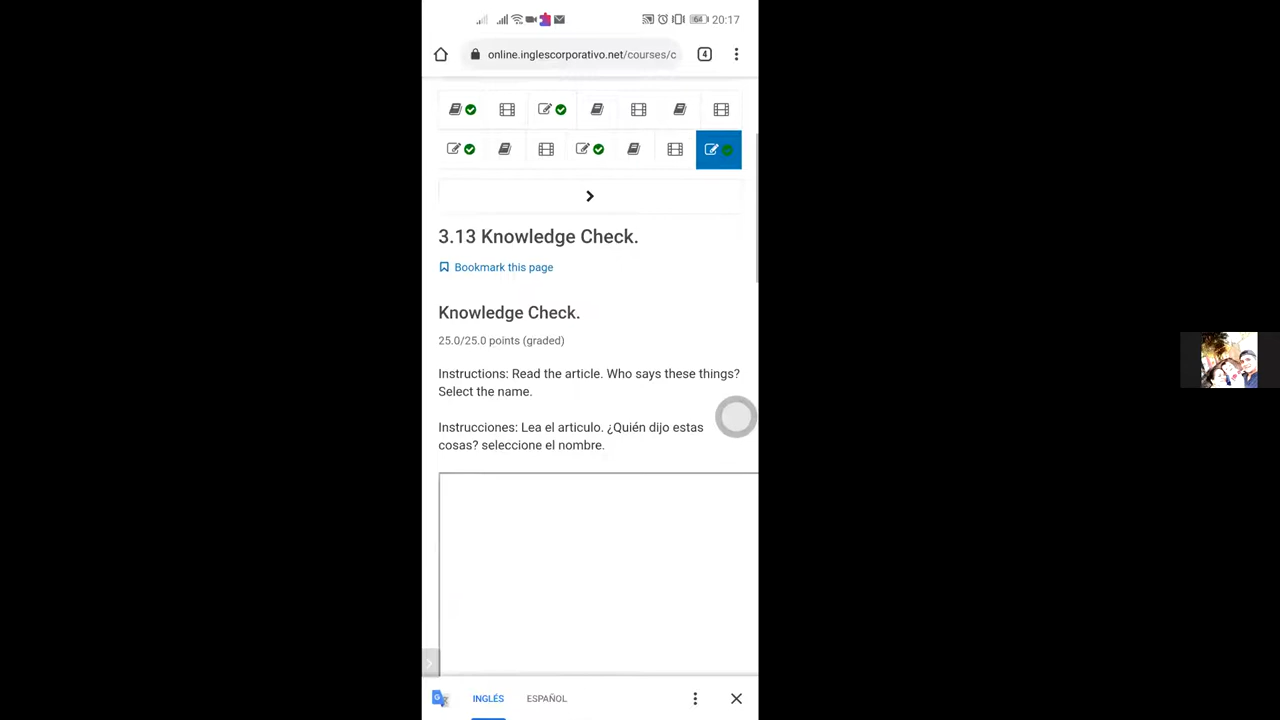 64 20:17
online.inglescorporativo.net/courses/c 4
3.13 Knowledge Check.
Bookmark this page
Knowledge Check.
25.0/25.0 points (graded)
Instructions: Read the article. Who says these things?
Select the name.
Instrucciones: Lea el articulo. ¿Quién dijo estas
cosas? seleccione el nombre.
INGLÉS ESPAÑOL